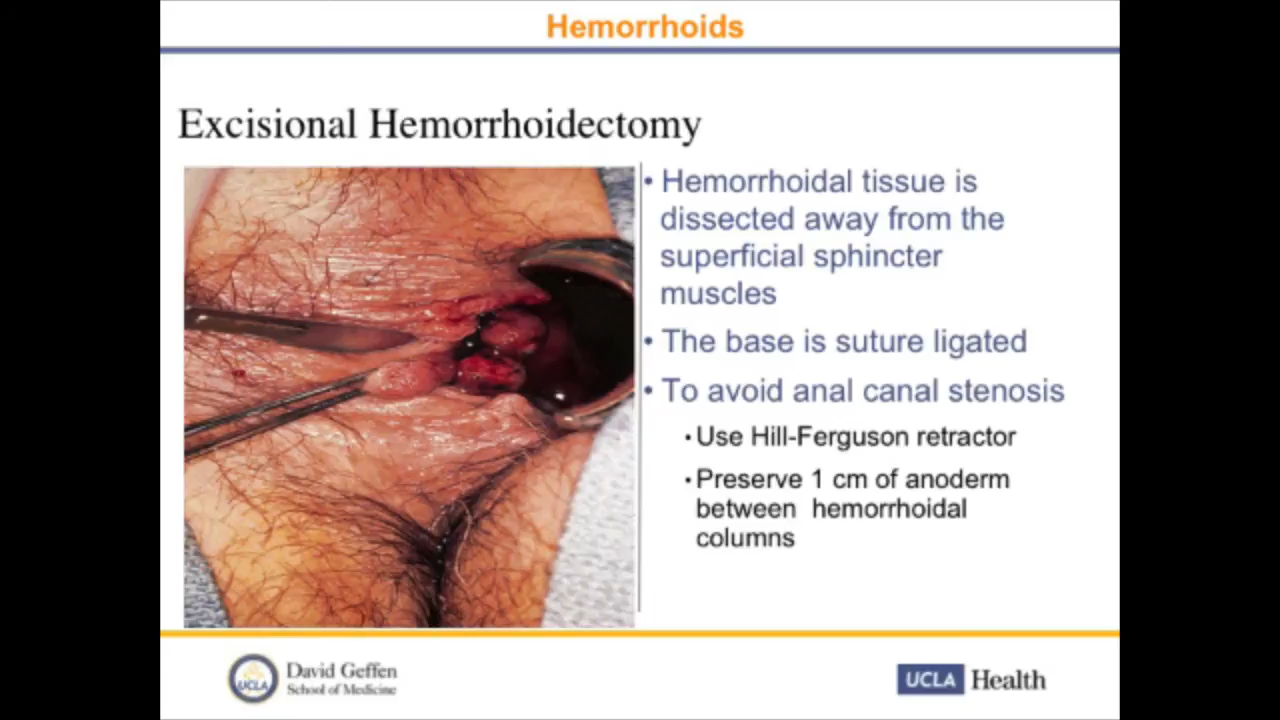 Hemorrhoids
Excisional Hemorrhoidectomy
• Hemorrhoidal tissue is
dissected away from the
superficial sphincter
muscles
• The base is suture ligated
• To avoid anal canal stenosis
• Use Hill-Ferguson retractor
• Preserve 1 cm of anoderm
between hemorrhoidal
columns
UCLA
David Geffen
School of Medicine
UCLA Health